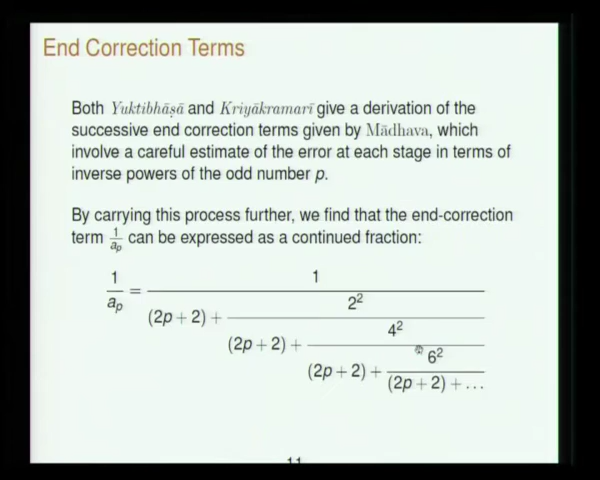 End Correction Terms
Both Yuktibhāṣā and Kriyākramarī give a derivation of the
successive end correction terms given by Mādhava, which
involve a careful estimate of the error at each stage in terms of
inverse powers of the odd number p.
By carrying this process further, we find that the end-correction
term 1/a_p can be expressed as a continued fraction:
1/a_p = 1/((2p + 2) + 2²/((2p + 2) + 4²/((2p + 2) + 6²/((2p + 2) + ...))))